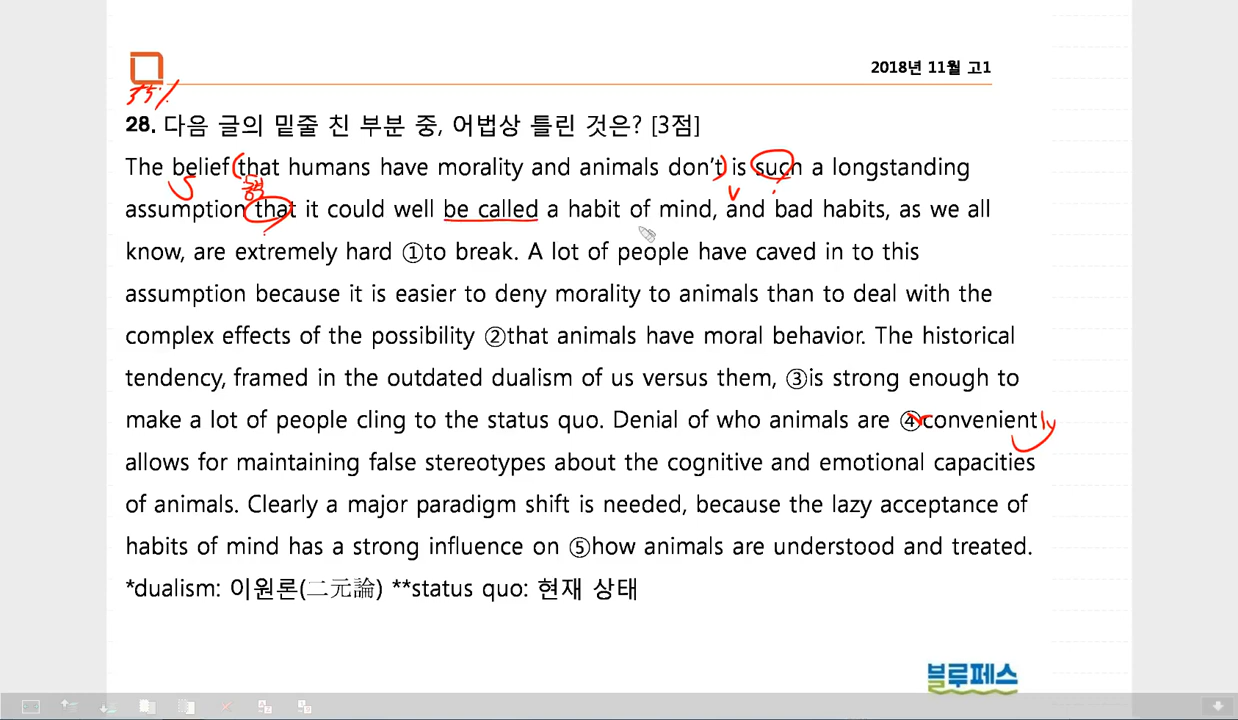 2018년 11월 고1
35%
28. 다음 글의 밑줄 친 부분 중, 어법상 틀린 것은? [3점]
The belief that humans have morality and animals don't is such a longstanding
S
assumption that it could well be called a habit of mind, and bad habits, as we all
know, are extremely hard ①to break. A lot of people have caved in to this
assumption because it is easier to deny morality to animals than to deal with the
complex effects of the possibility ②that animals have moral behavior. The historical
tendency, framed in the outdated dualism of us versus them, ③is strong enough to
make a lot of people cling to the status quo. Denial of who animals are ④convenient ly
allows for maintaining false stereotypes about the cognitive and emotional capacities
of animals. Clearly a major paradigm shift is needed, because the lazy acceptance of
habits of mind has a strong influence on ⑤how animals are understood and treated.
*dualism: 이원론(二元論) **status quo: 현재 상태
블루페스